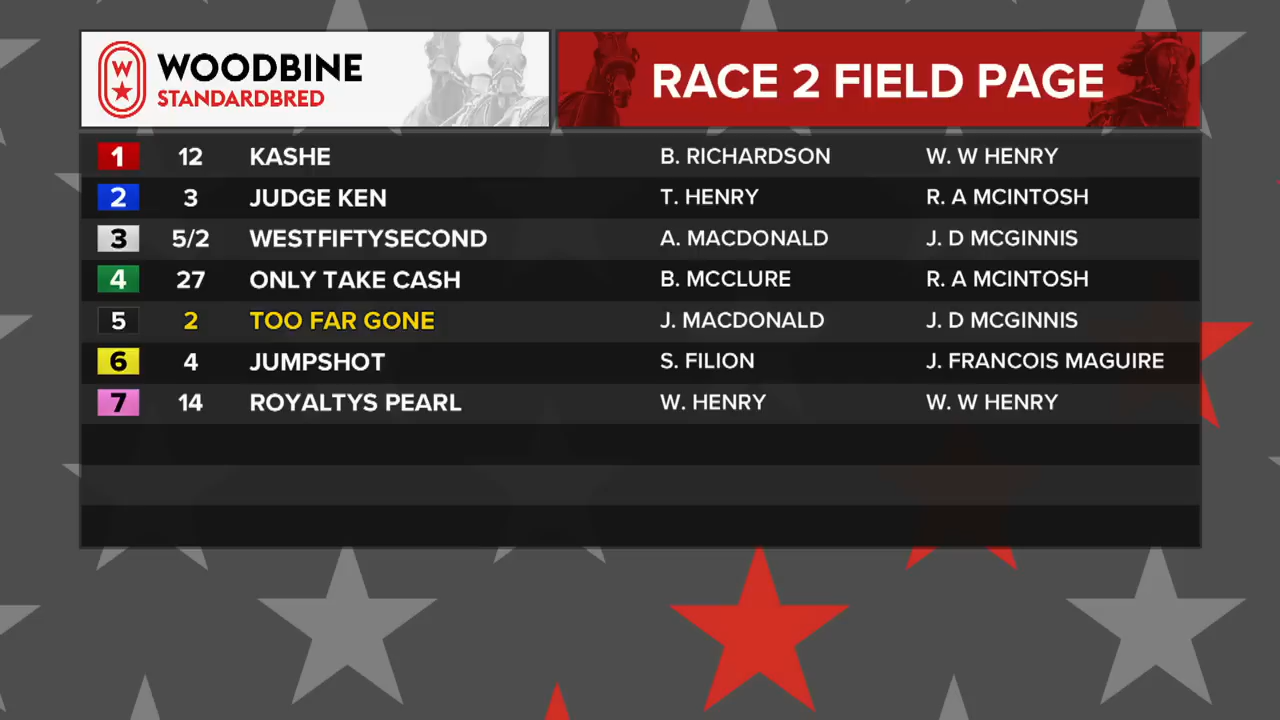 W
WOODBINE
STANDARDBRED
RACE 2 FIELD PAGE
1 12 KASHE B. RICHARDSON W. W HENRY
2 3 JUDGE KEN T. HENRY R. A MCINTOSH
3 5/2 WESTFIFTYSECOND A. MACDONALD J. D MCGINNIS
4 27 ONLY TAKE CASH B. MCCLURE R. A MCINTOSH
5 2 TOO FAR GONE J. MACDONALD J. D MCGINNIS
6 4 JUMPSHOT S. FILION J. FRANCOIS MAGUIRE
7 14 ROYALTYS PEARL W. HENRY W. W HENRY